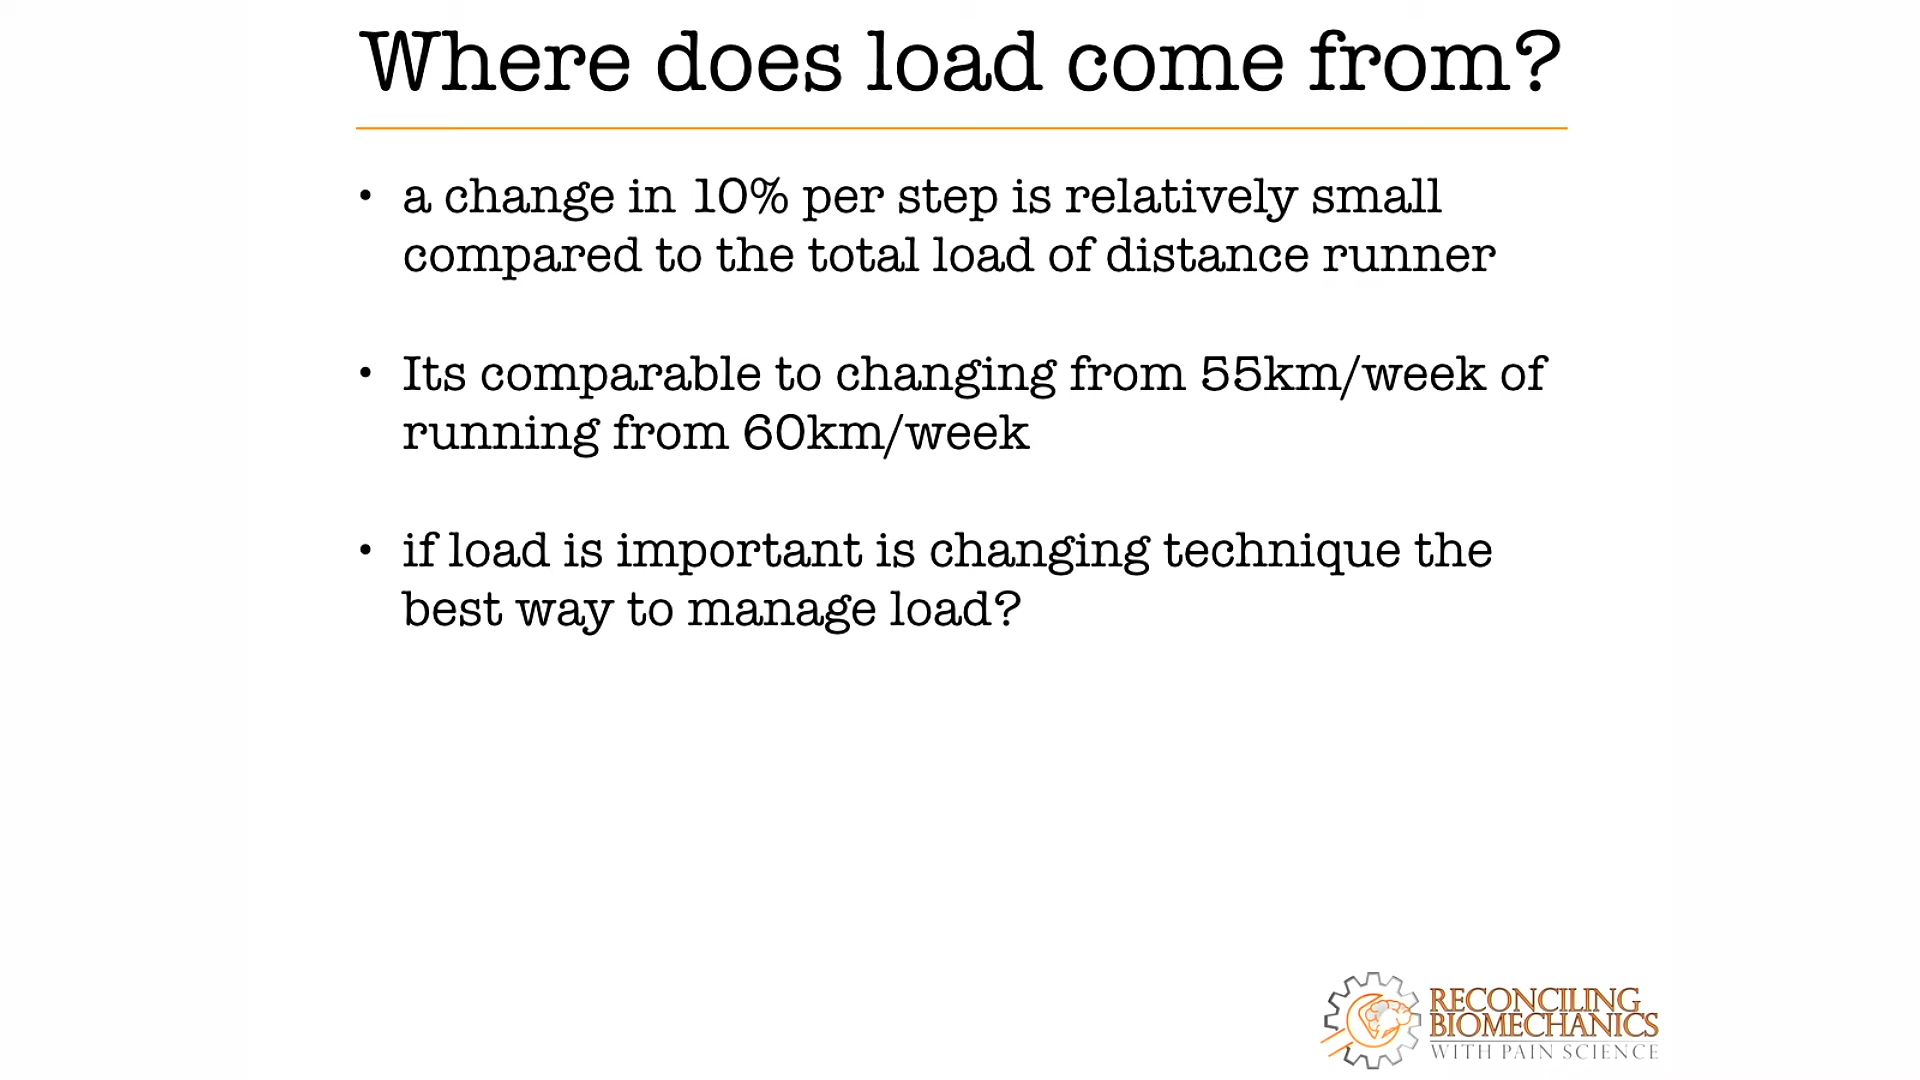 Where does load come from?
• a change in 10% per step is relatively small
compared to the total load of distance runner
• Its comparable to changing from 55km/week of
running from 60km/week
• if load is important is changing technique the
best way to manage load?
RECONCILING
BIOMECHANICS
WITH PAIN SCIENCE